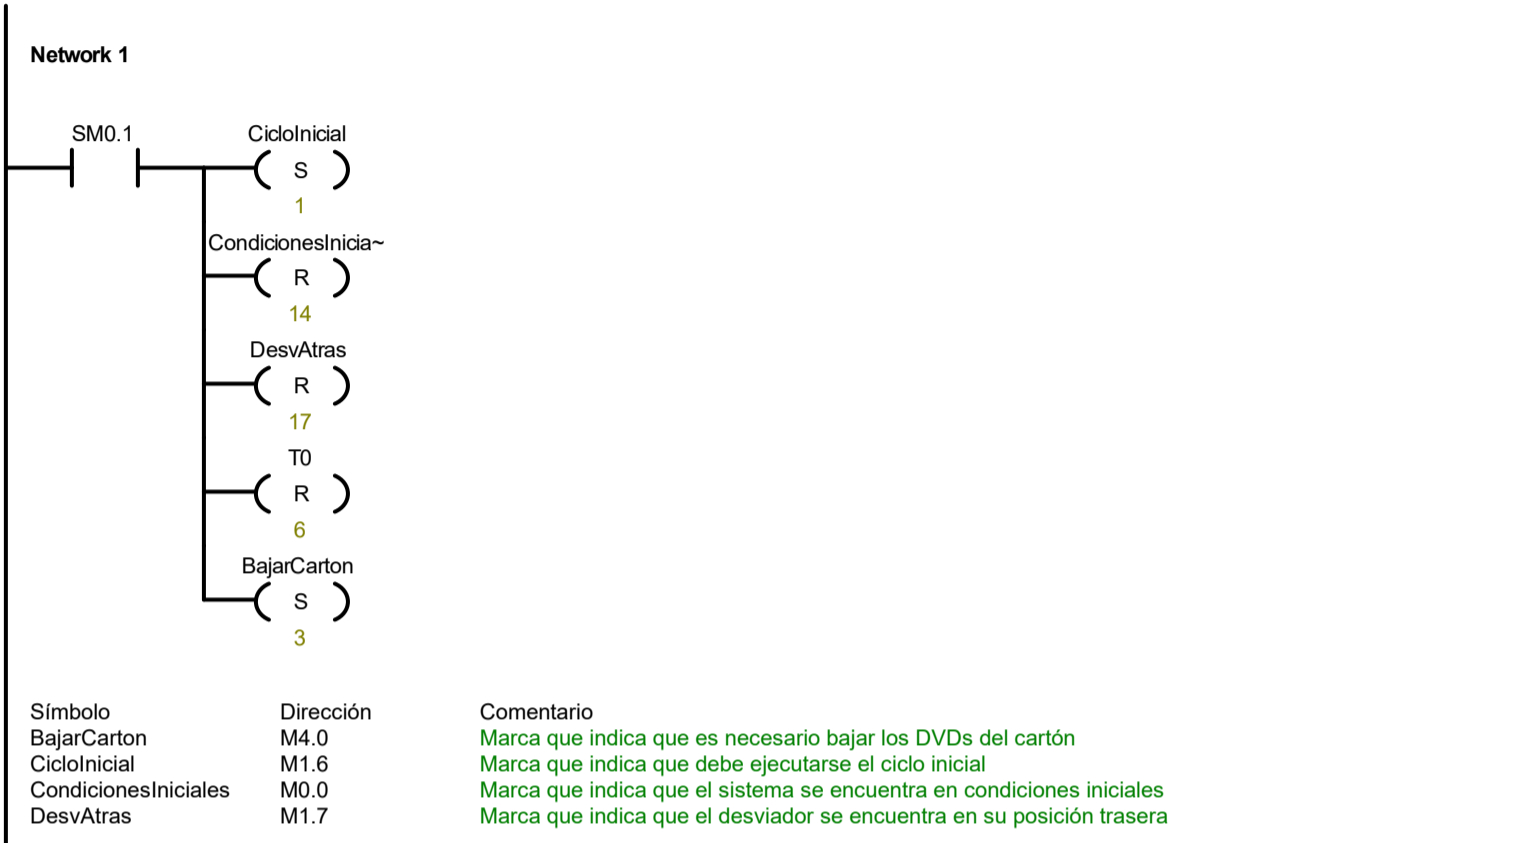 Network 1
SM0.1
CicloInicial
S
1
CondicionesInicia~
R
14
DesvAtras
R
17
T0
R
6
BajarCarton
S
3
Símbolo Dirección Comentario
BajarCarton M4.0 Marca que indica que es necesario bajar los DVDs del cartón
CicloInicial M1.6 Marca que indica que debe ejecutarse el ciclo inicial
CondicionesIniciales M0.0 Marca que indica que el sistema se encuentra en condiciones iniciales
DesvAtras M1.7 Marca que indica que el desviador se encuentra en su posición trasera